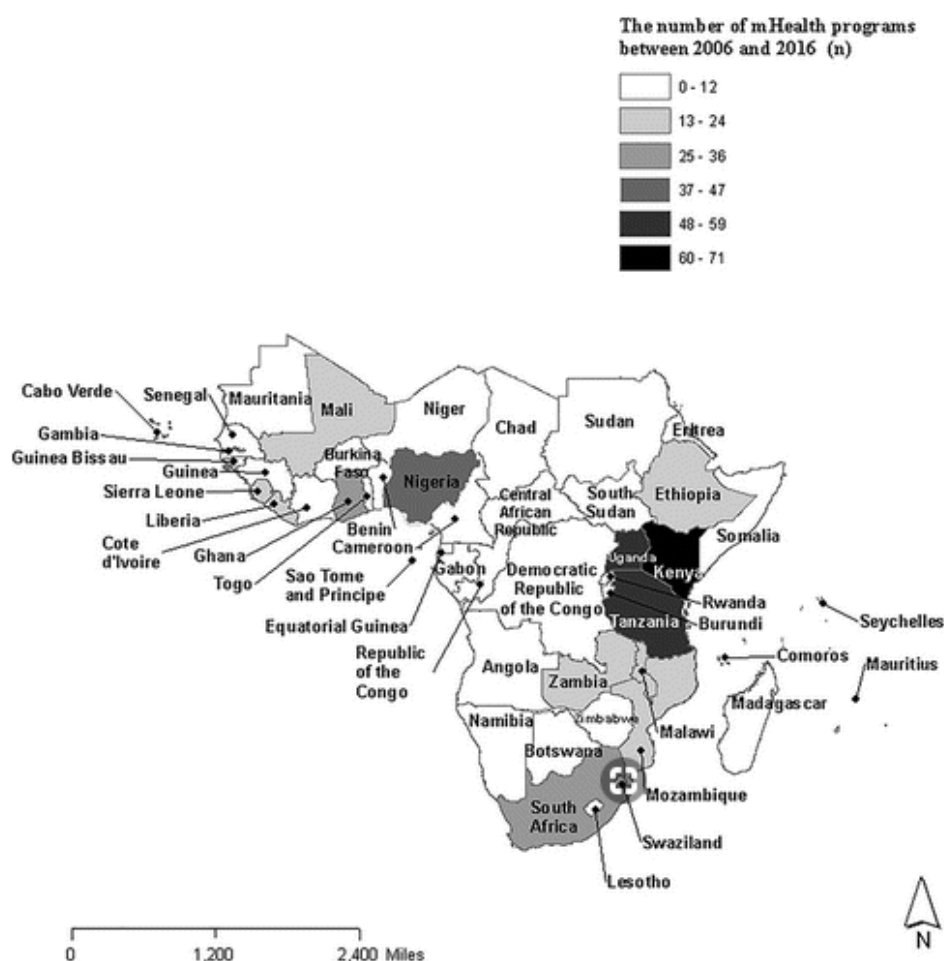 The number of mHealth programs
between 2006 and 2016 (n)
0 - 12
13 - 24
25 - 36
37 - 47
48 - 59
60 - 71
Cabo Verde
Senegal
Mauritania
Mali
Niger
Chad
Sudan
Eritrea
Gambia
Guinea Bissau
Guinea
Burkina
Faso
Nigeria
Ethiopia
Sierra Leone
Central
African
Republic
South
Sudan
Liberia
Benin
Somalia
Cote
d'Ivoire
Ghana
Cameroon
Togo
Sao Tome
and Principe
Gabon
Democratic
Republic
of the Congo
Uganda
Kenya
Rwanda
Burundi
Tanzania
Seychelles
Equatorial Guinea
Republic
of the
Congo
Comoros
Mauritius
Angola
Zambia
Madagascar
Malawi
Zimbabwe
Namibia
Botswana
Mozambique
South
Africa
Swaziland
Lesotho
0
1,200
2,400 Miles
N